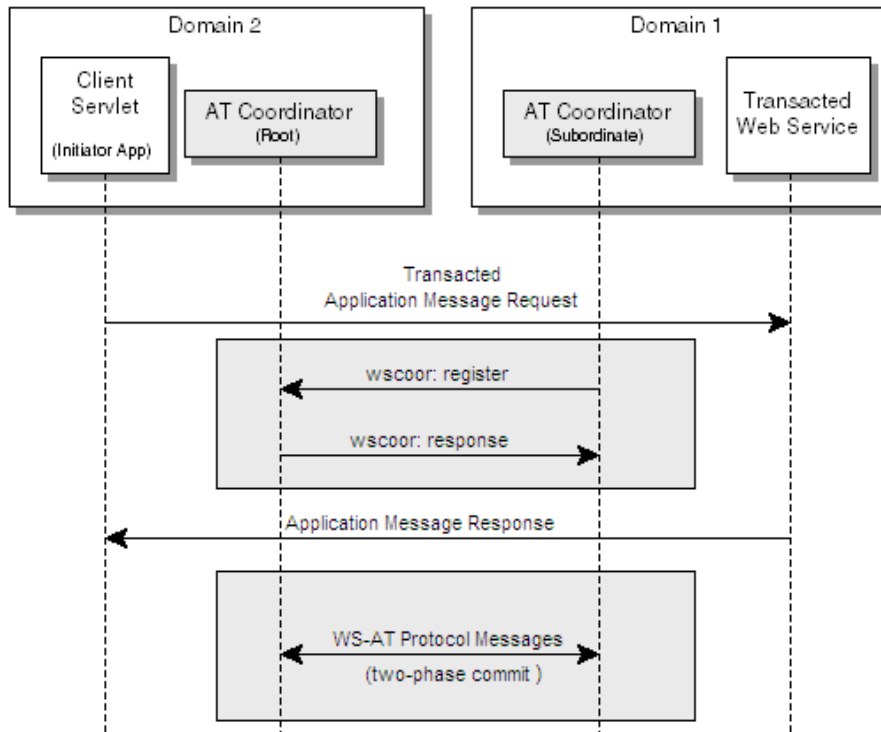 Domain 2
Domain 1
Client
Servlet
(Initiator App)
AT Coordinator
(Root)
AT Coordinator
(Subordinate)
Transacted
Web Service
Transacted
Application Message Request
wscoor: register
wscoor: response
Application Message Response
WS-AT Protocol Messages
(two-phase commit )